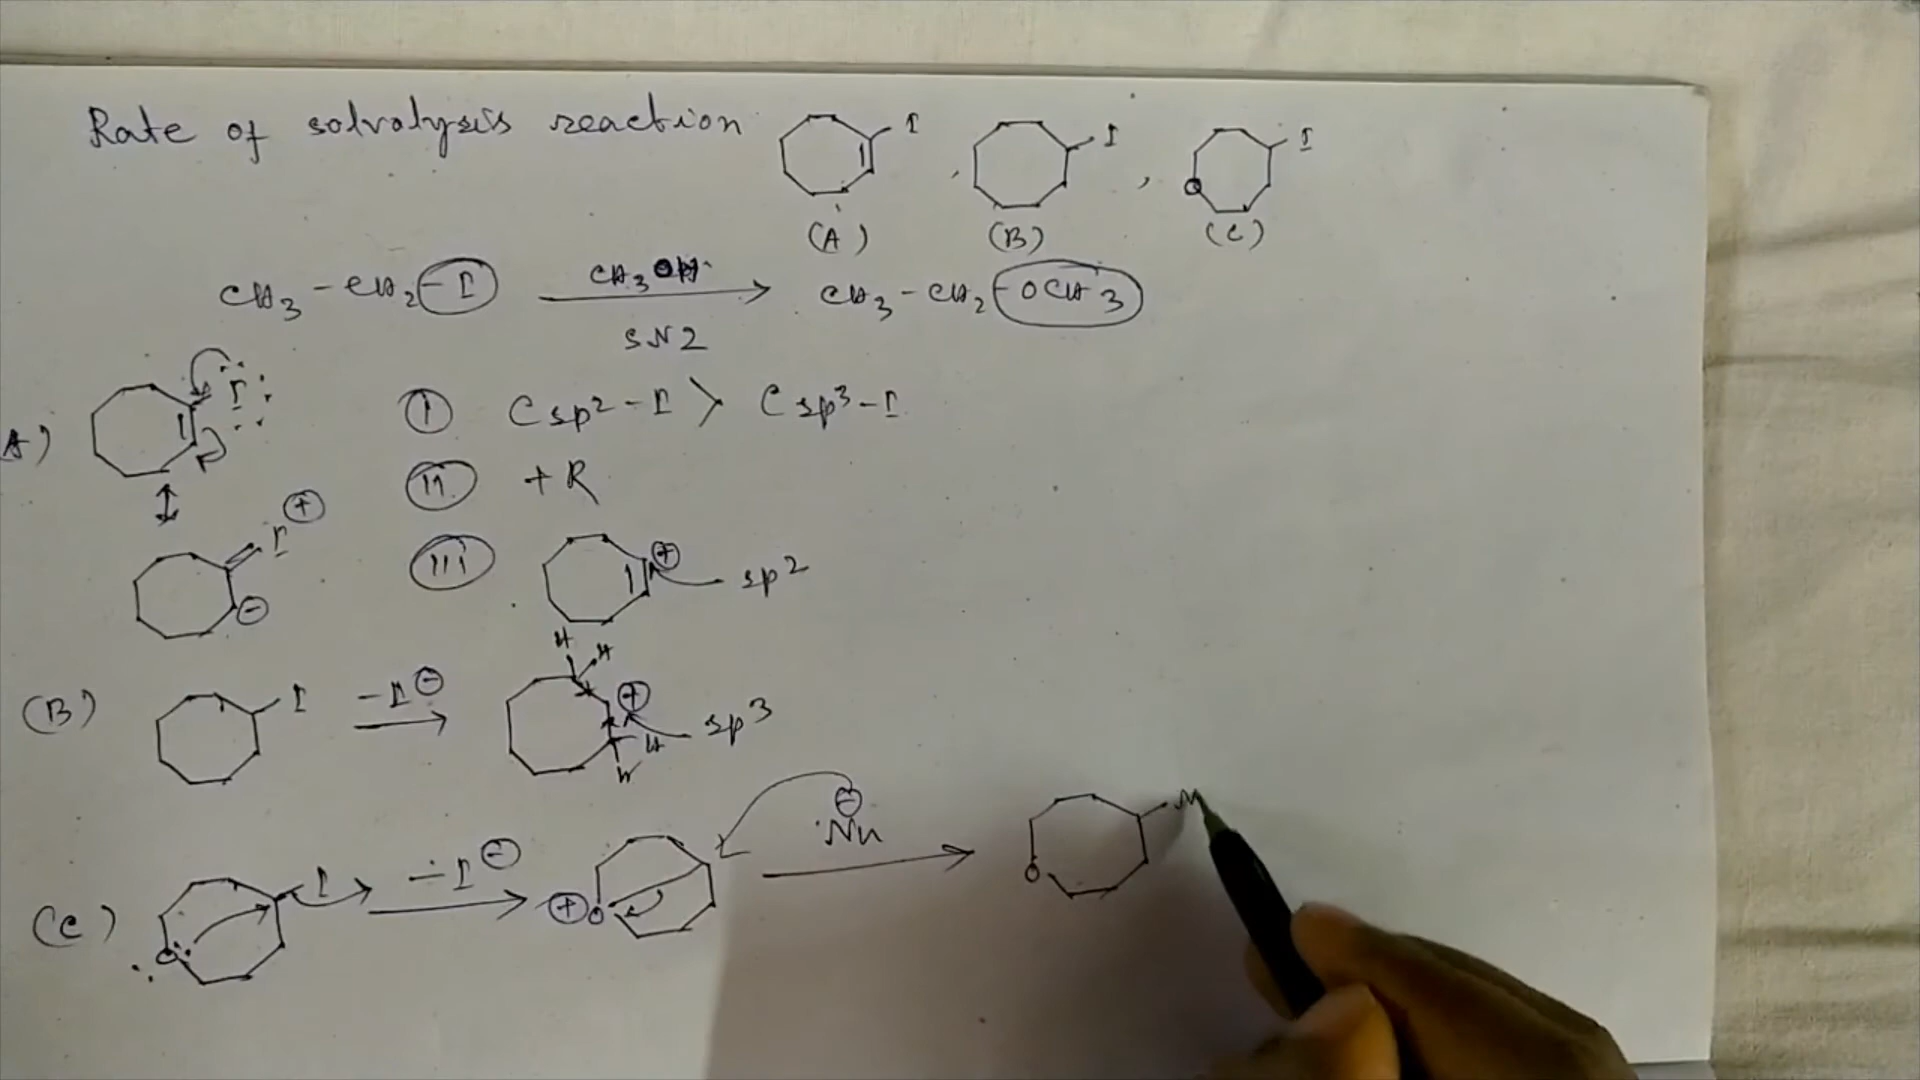 Rate of solvolysis reaction I , I , O I
(A) (B) (C)
CH3 - CH2 - I CH3OH SN2 CH3 - CH2 - OCH3
A) I
I Csp2 - I > Csp3 - I
II + R
I +
-
III + sp2
(B) I - I - H H + H H sp3
(C) O I - I - + O - Nu O N